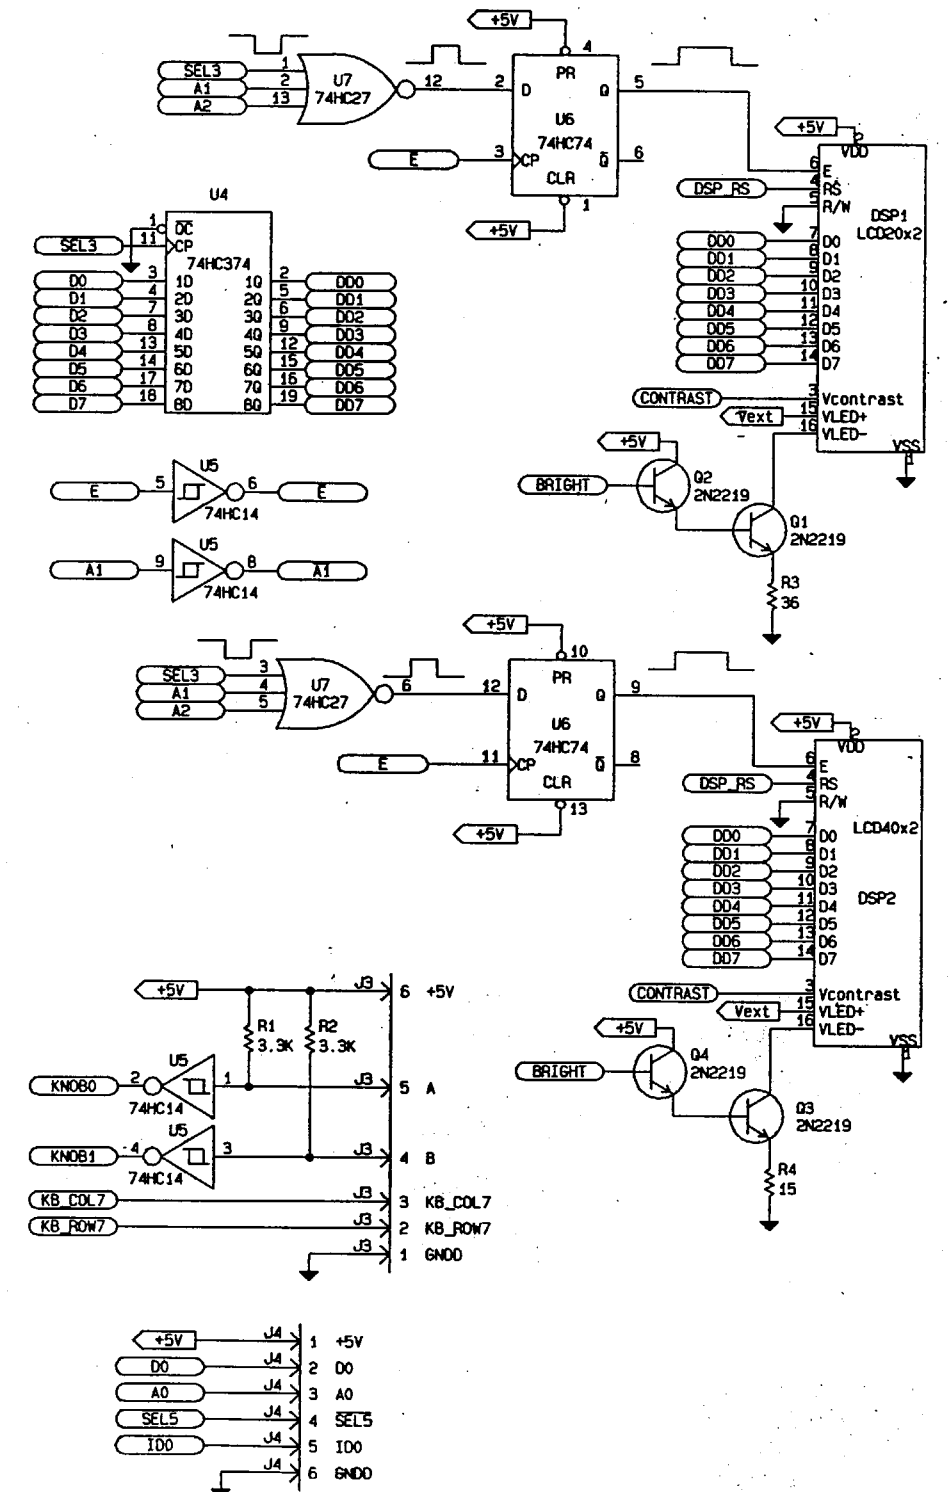 +5V
4
SEL3
1
A1
2
A2
13
U7
74HC27
12
2
D
PR
Q
5
U6
74HC74
E̅
3
CP
Q̅
6
CLR
1
+5V
+5V
2
VDD
6
E
DSP_RS
4
RS
5
R/W
DSP1
LCD20x2
DD0
7
D0
DD1
8
D1
DD2
9
D2
DD3
10
D3
DD4
11
D4
DD5
12
D5
DD6
13
D6
DD7
14
D7
CONTRAST
3
Vcontrast
Vext
15
VLED+
16
VLED-
VSS
1
U4
1
OC
SEL3
11
CP
74HC374
D0
3
1D
1Q
2
DD0
D1
4
2D
2Q
5
DD1
D2
7
3D
3Q
6
DD2
D3
8
4D
4Q
9
DD3
D4
13
5D
5Q
12
DD4
D5
14
6D
6Q
15
DD5
D6
17
7D
7Q
16
DD6
D7
18
8D
8Q
19
DD7
+5V
BRIGHT
Q2
2N2219
Q1
2N2219
R3
36
E
5
U5
6
E̅
74HC14
A1
9
U5
8
A̅1̅
74HC14
+5V
10
SEL3
3
A1
4
A2
5
U7
74HC27
6
12
D
PR
Q
9
U6
74HC74
E
11
CP
Q̅
8
CLR
13
+5V
+5V
2
VDD
6
E
DSP_RS
4
RS
5
R/W
LCD40x2
DSP2
DD0
7
D0
DD1
8
D1
DD2
9
D2
DD3
10
D3
DD4
11
D4
DD5
12
D5
DD6
13
D6
DD7
14
D7
CONTRAST
3
Vcontrast
Vext
15
VLED+
16
VLED-
VSS
1
+5V
BRIGHT
Q4
2N2219
Q3
2N2219
R4
15
+5V
J3
6 +5V
R1
3.3K
R2
3.3K
KNOB0
2
U5
1
74HC14
J3
5 A
KNOB1
4
U5
3
74HC14
J3
4 B
KB_COL7
J3
3 KB_COL7
KB_ROW7
J3
2 KB_ROW7
J3
1 GNDD
+5V
J4
1 +5V
D0
J4
2 D0
A0
J4
3 A0
SEL5
J4
4 S̅E̅L̅5̅
ID0
J4
5 ID0
J4
6 GNDD